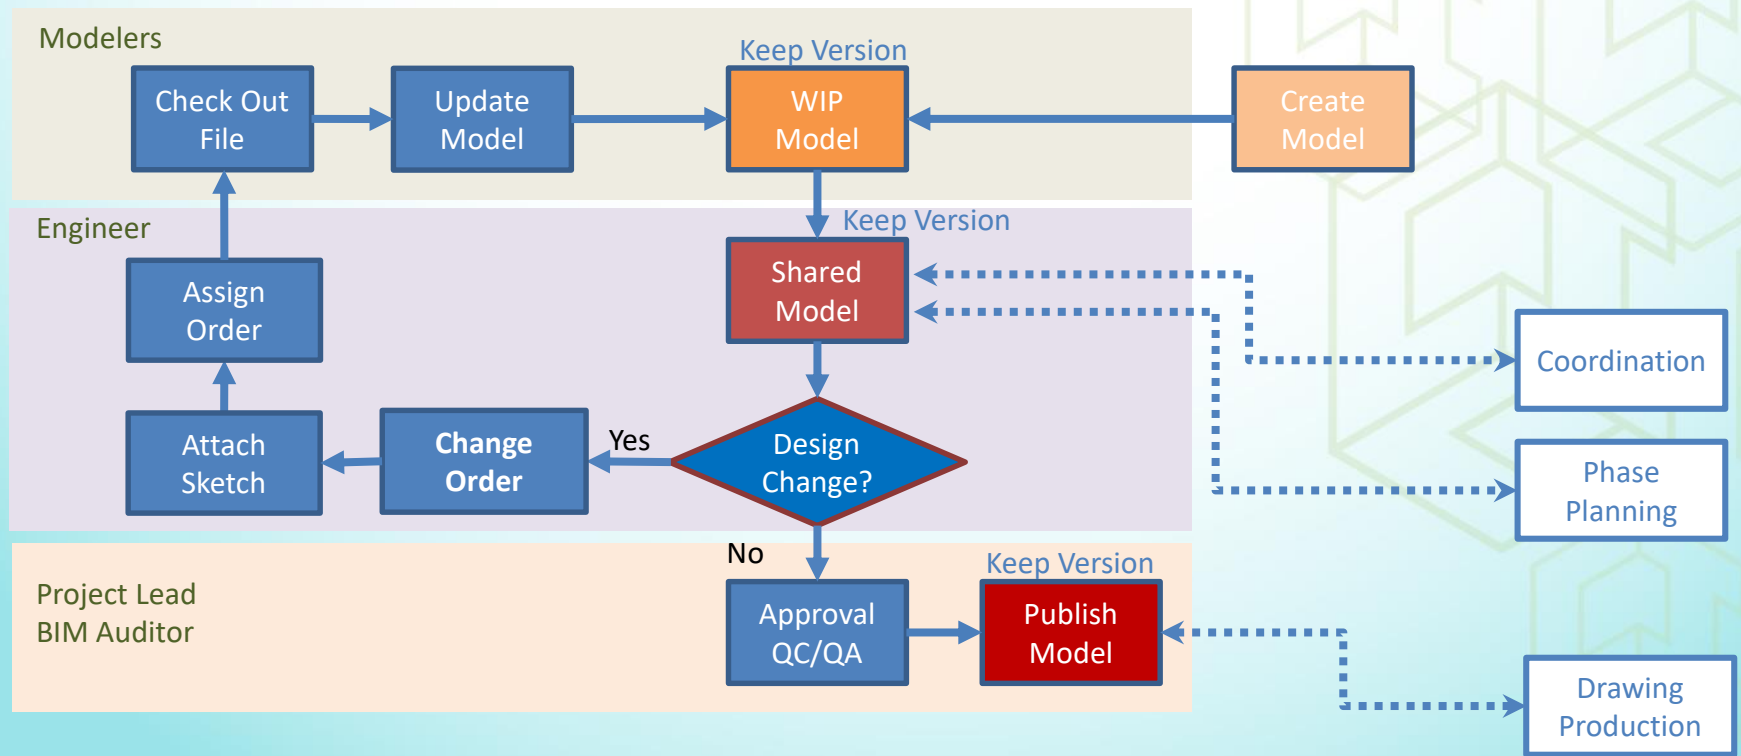 Modelers
Keep Version
Check Out
File
Update
Model
WIP
Model
Create
Model
Engineer
Keep Version
Shared
Model
Assign
Order
Coordination
Attach
Sketch
Change
Order
Yes
Design
Change?
Phase
Planning
No
Keep Version
Project Lead
BIM Auditor
Approval
QC/QA
Publish
Model
Drawing
Production